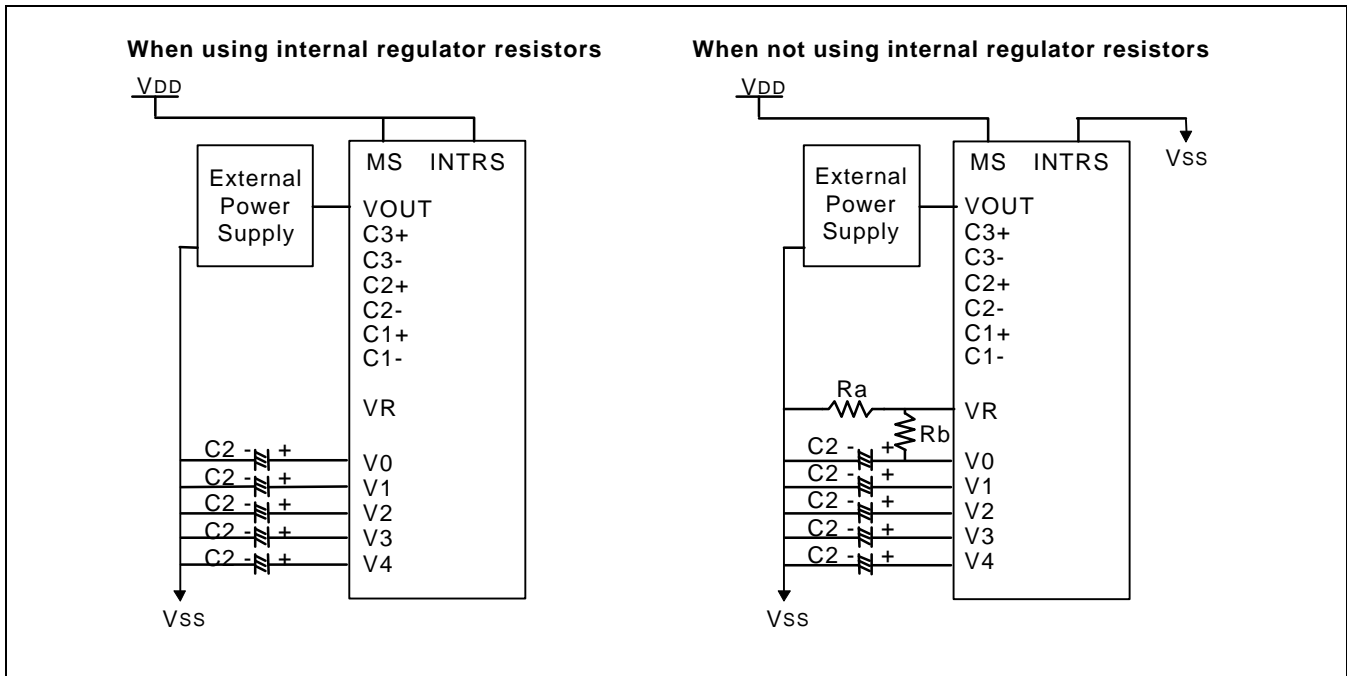 When using internal regulator resistors
VDD
MS INTRS
External
Power
Supply
VOUT
C3+
C3-
C2+
C2-
C1+
C1-
VR
C2 - + V0
C2 - + V1
C2 - + V2
C2 - + V3
C2 - + V4
VSS
When not using internal regulator resistors
VDD
MS INTRS
VSS
External
Power
Supply
VOUT
C3+
C3-
C2+
C2-
C1+
C1-
Ra
VR
Rb
C2 - + V0
C2 - + V1
C2 - + V2
C2 - + V3
C2 - + V4
VSS